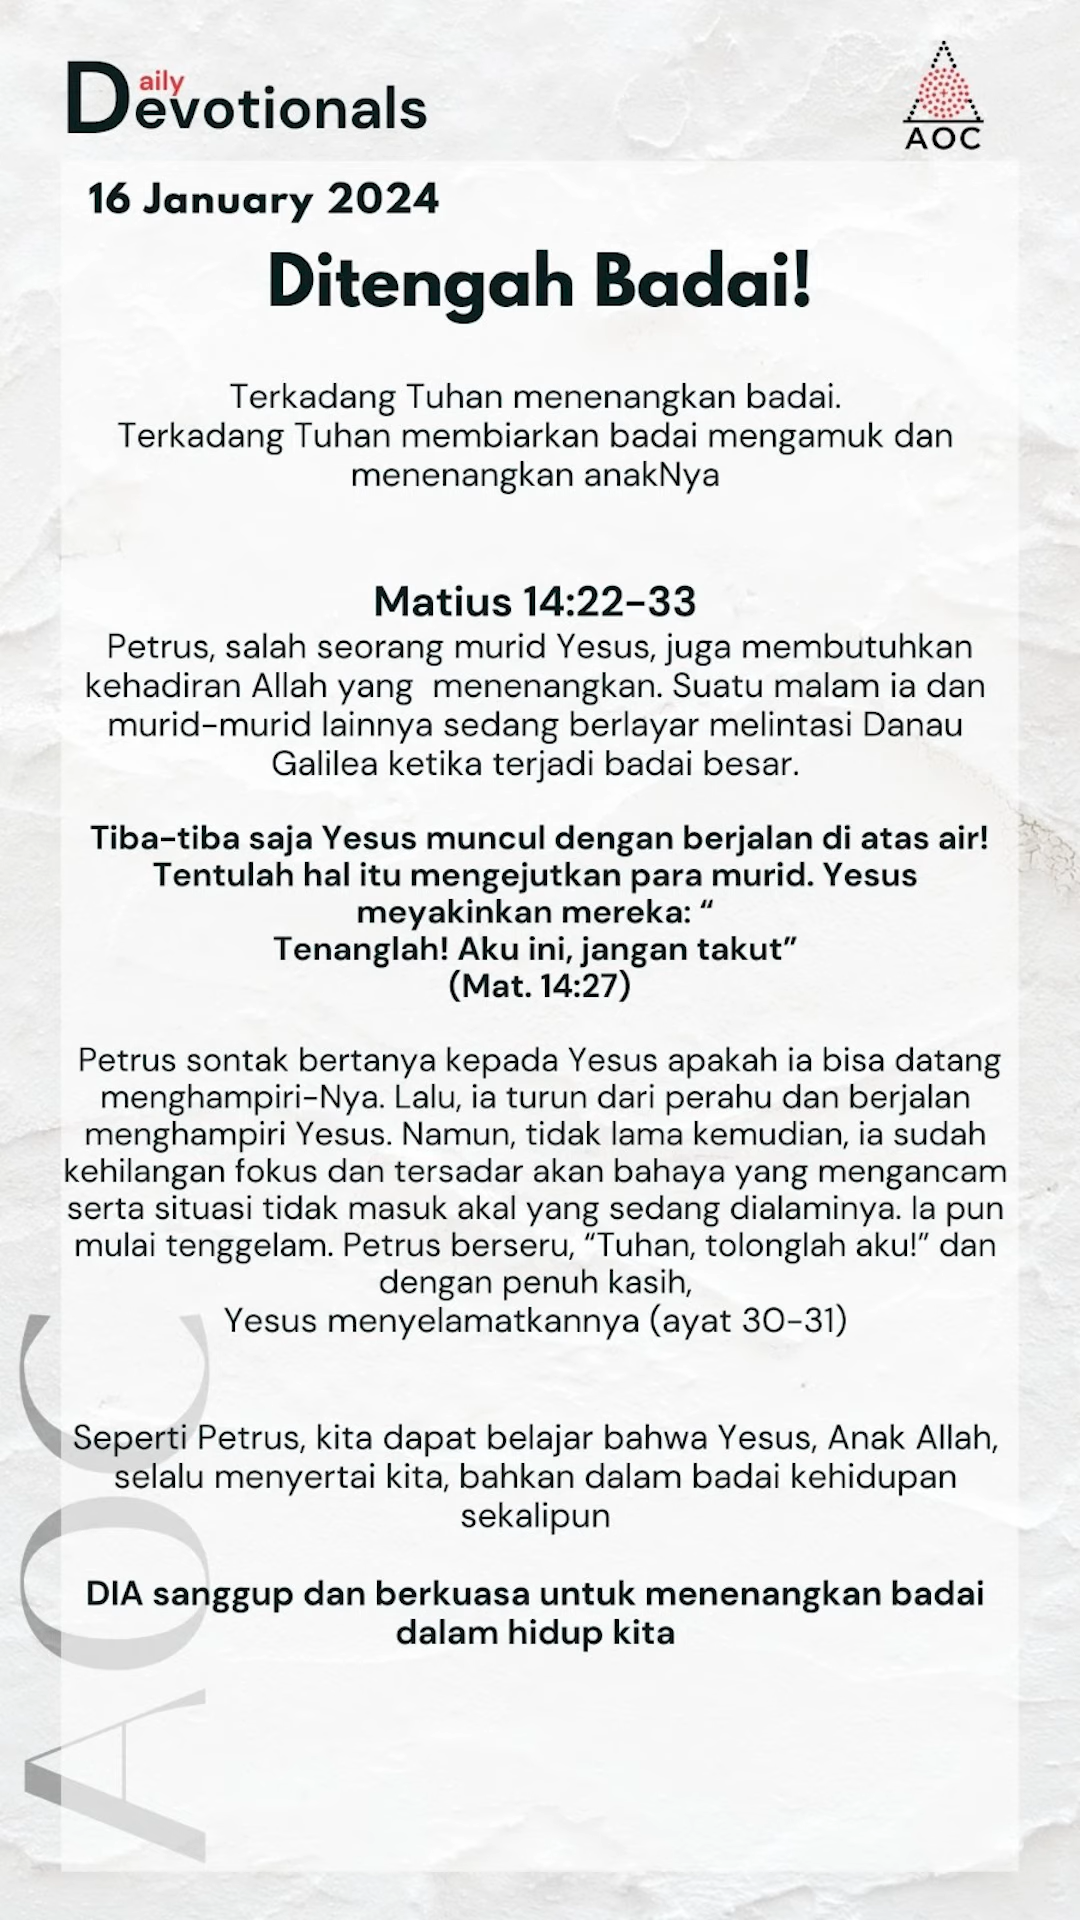 Daily Devotionals
AOC
16 January 2024
Ditengah Badai!
Terkadang Tuhan menenangkan badai.
Terkadang Tuhan membiarkan badai mengamuk dan
menenangkan anakNya
Matius 14:22-33
Petrus, salah seorang murid Yesus, juga membutuhkan
kehadiran Allah yang  menenangkan. Suatu malam ia dan
murid-murid lainnya sedang berlayar melintasi Danau
Galilea ketika terjadi badai besar.
Tiba-tiba saja Yesus muncul dengan berjalan di atas air!
Tentulah hal itu mengejutkan para murid. Yesus
meyakinkan mereka: “
Tenanglah! Aku ini, jangan takut”
(Mat. 14:27)
Petrus sontak bertanya kepada Yesus apakah ia bisa datang
menghampiri-Nya. Lalu, ia turun dari perahu dan berjalan
menghampiri Yesus. Namun, tidak lama kemudian, ia sudah
kehilangan fokus dan tersadar akan bahaya yang mengancam
serta situasi tidak masuk akal yang sedang dialaminya. Ia pun
mulai tenggelam. Petrus berseru, “Tuhan, tolonglah aku!” dan
dengan penuh kasih,
Yesus menyelamatkannya (ayat 30-31)
Seperti Petrus, kita dapat belajar bahwa Yesus, Anak Allah,
selalu menyertai kita, bahkan dalam badai kehidupan
sekalipun
DIA sanggup dan berkuasa untuk menenangkan badai
dalam hidup kita
AOC